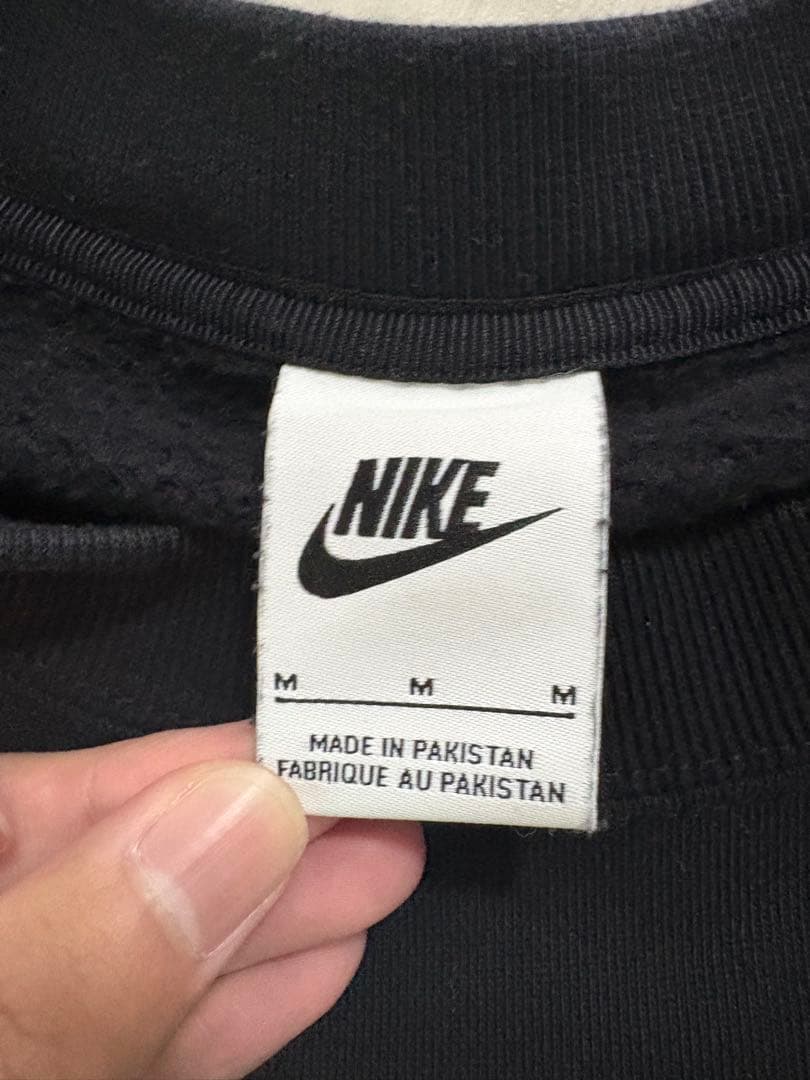 NIKE
M M M
MADE IN PAKISTAN
FABRIQUE AU PAKISTAN